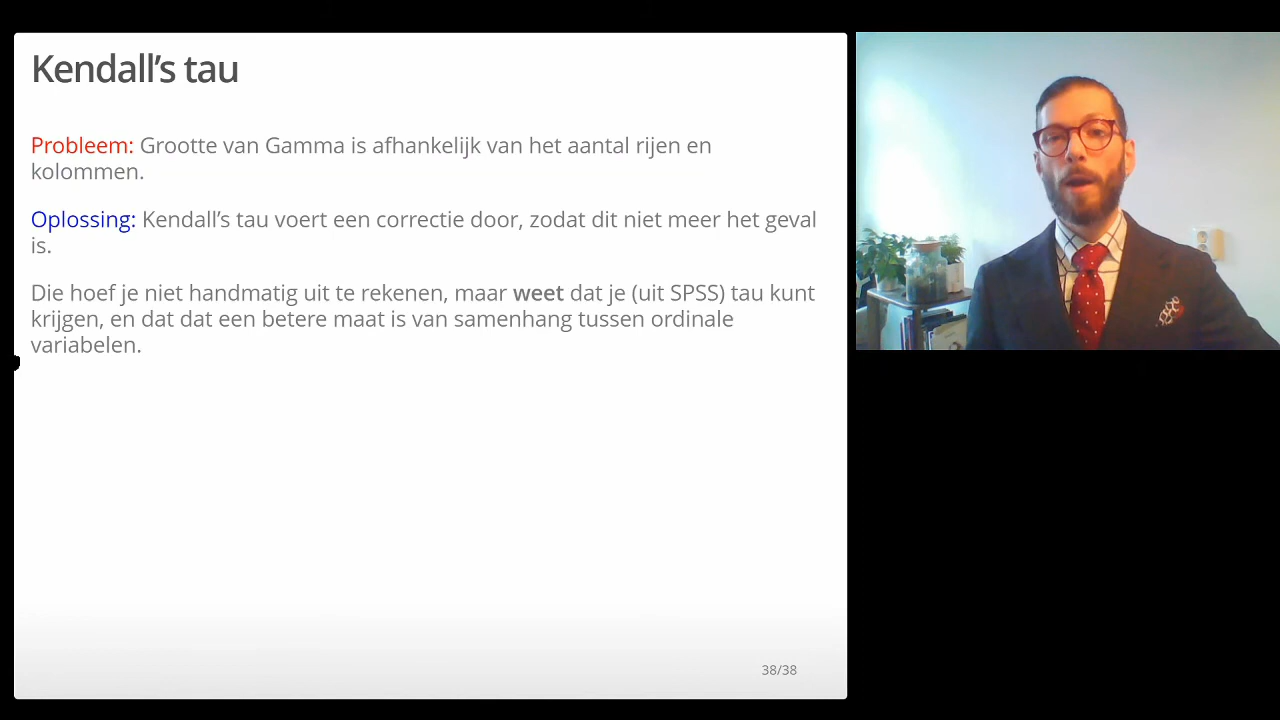 Kendall's tau
Probleem: Grootte van Gamma is afhankelijk van het aantal rijen en
kolommen.
Oplossing: Kendall's tau voert een correctie door, zodat dit niet meer het geval
is.
Die hoef je niet handmatig uit te rekenen, maar weet dat je (uit SPSS) tau kunt
krijgen, en dat dat een betere maat is van samenhang tussen ordinale
variabelen.
38/38